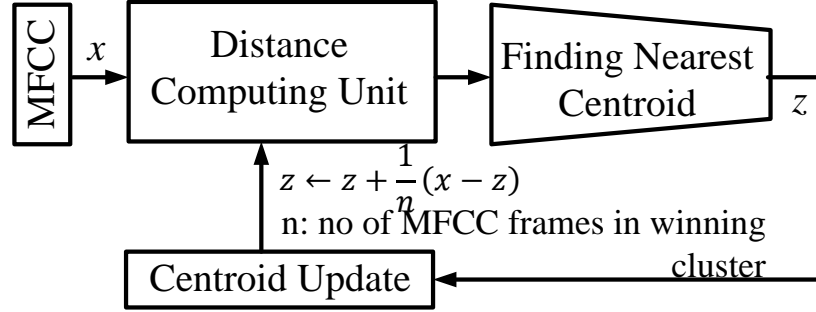 MFCC
x
Distance
Computing Unit
Finding Nearest
Centroid
z
z ← z + 1/n (x − z)
n: no of MFCC frames in winning
cluster
Centroid Update